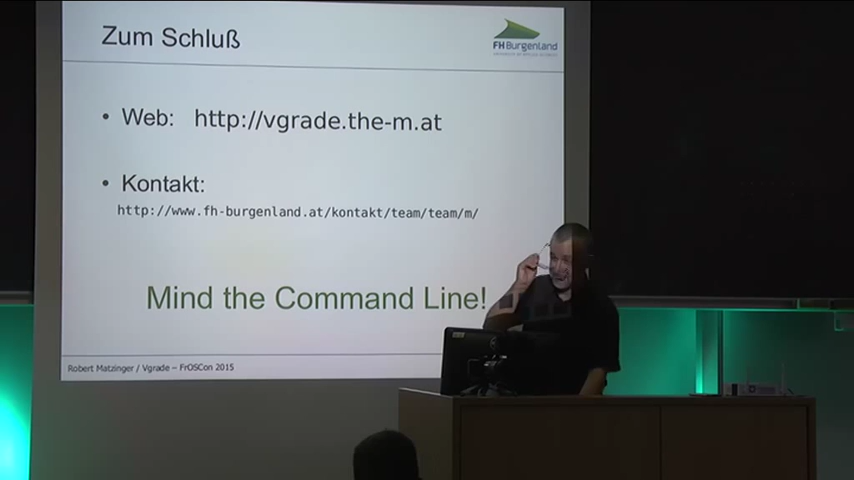 Zum Schluß
FH Burgenland
• Web: http://vgrade.the-m.at
• Kontakt:
http://www.fh-burgenland.at/kontakt/team/team/m/
Mind the Command Line!
Robert Matzinger / Vgrade – FrOSCon 2015